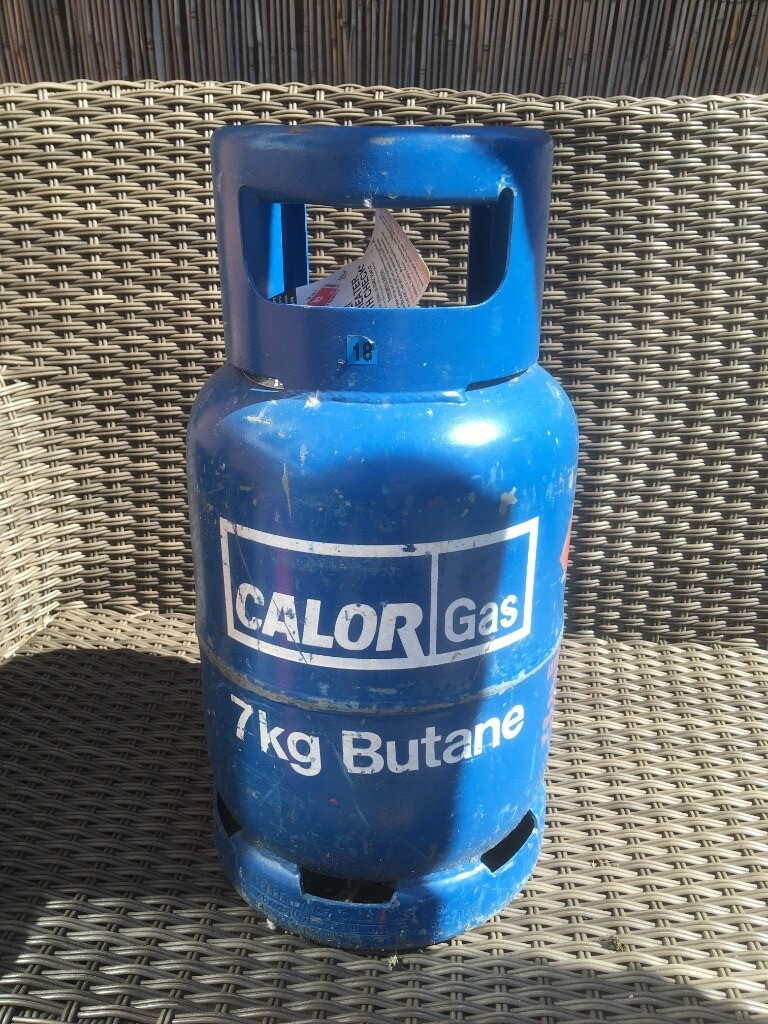 18
CALOR Gas
7kg Butane